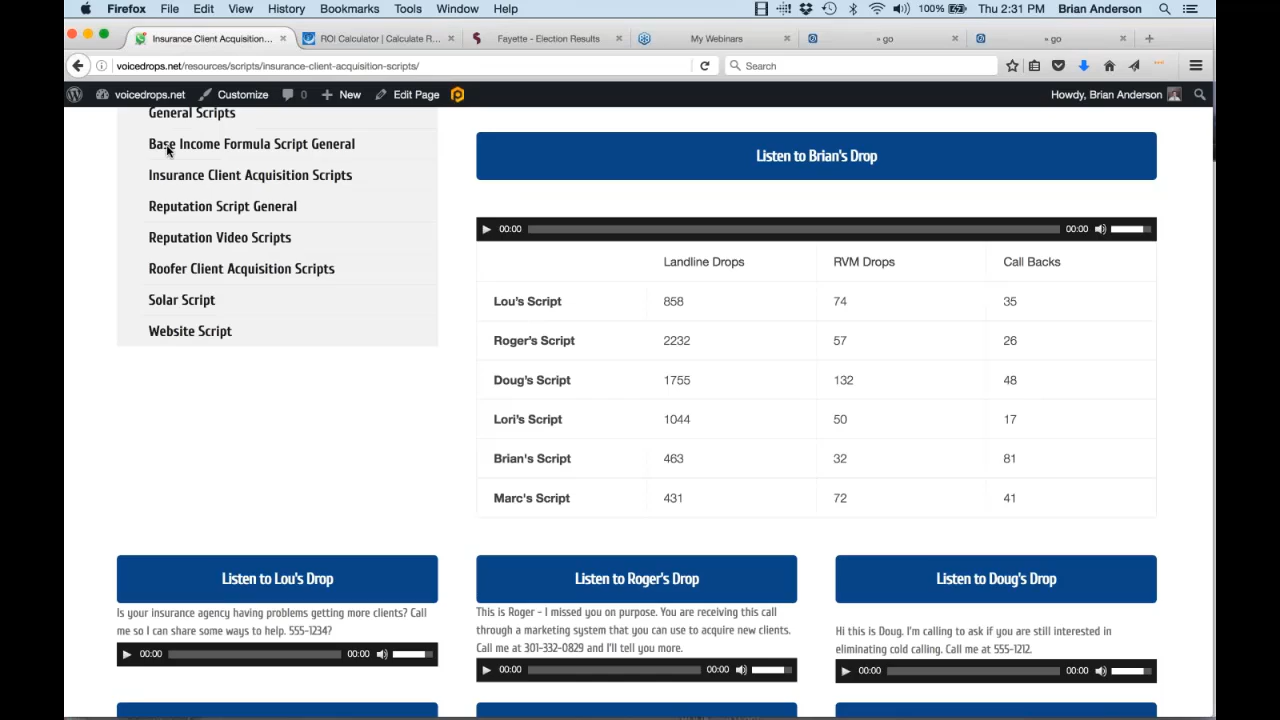 Firefox File Edit View History Bookmarks Tools Window Help 100% Thu 2:31 PM Brian Anderson
Insurance Client Acquisition... ROI Calculator | Calculate R... Fayette - Election Results My Webinars » go » go
voicedrops.net/resources/scripts/insurance-client-acquisition-scripts/ Search
voicedrops.net Customize 0 New Edit Page Howdy, Brian Anderson
General Scripts
Base Income Formula Script General
Insurance Client Acquisition Scripts
Reputation Script General
Reputation Video Scripts
Roofer Client Acquisition Scripts
Solar Script
Website Script
Listen to Brian's Drop
00:00 00:00
Landline Drops RVM Drops Call Backs
Lou's Script 858 74 35
Roger's Script 2232 57 26
Doug's Script 1755 132 48
Lori's Script 1044 50 17
Brian's Script 463 32 81
Marc's Script 431 72 41
Listen to Lou's Drop
Is your insurance agency having problems getting more clients? Call
me so I can share some ways to help. 555-1234?
00:00 00:00
Listen to Roger's Drop
This is Roger - I missed you on purpose. You are receiving this call
through a marketing system that you can use to acquire new clients.
Call me at 301-332-0829 and I'll tell you more.
00:00 00:00
Listen to Doug's Drop
Hi this is Doug. I'm calling to ask if you are still interested in
eliminating cold calling. Call me at 555-1212.
00:00 00:00